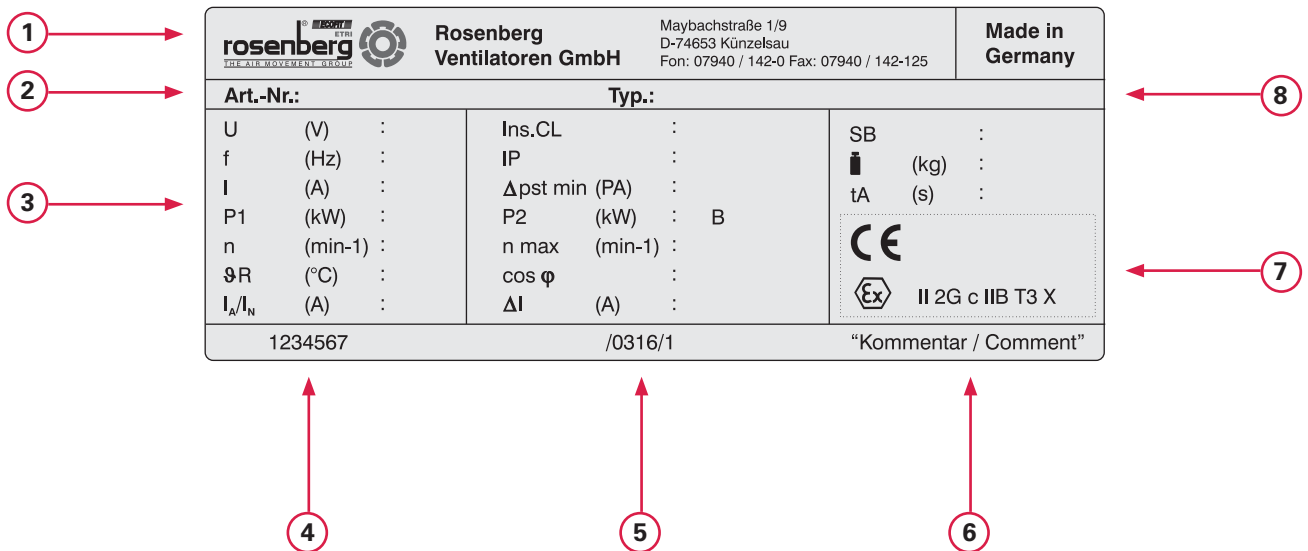 1
® ECOFIT
ETRI
rosenberg
THE AIR MOVEMENT GROUP
Rosenberg
Ventilatoren GmbH
Maybachstraße 1/9
D-74653 Künzelsau
Fon: 07940 / 142-0 Fax: 07940 / 142-125
Made in
Germany
2
Art.-Nr.: Typ.:
8
U (V) :
f (Hz) :
I (A) :
P1 (kW) :
n (min-1) :
ϑR (°C) :
IA/IN (A) :
3
Ins.CL :
IP :
Δpst min (PA) :
P2 (kW) : B
n max (min-1) :
cos φ :
ΔI (A) :
SB :
(kg) :
tA (s) :
CE
Ex II 2G c IIB T3 X
7
1234567 /0316/1 “Kommentar / Comment”
4 5 6